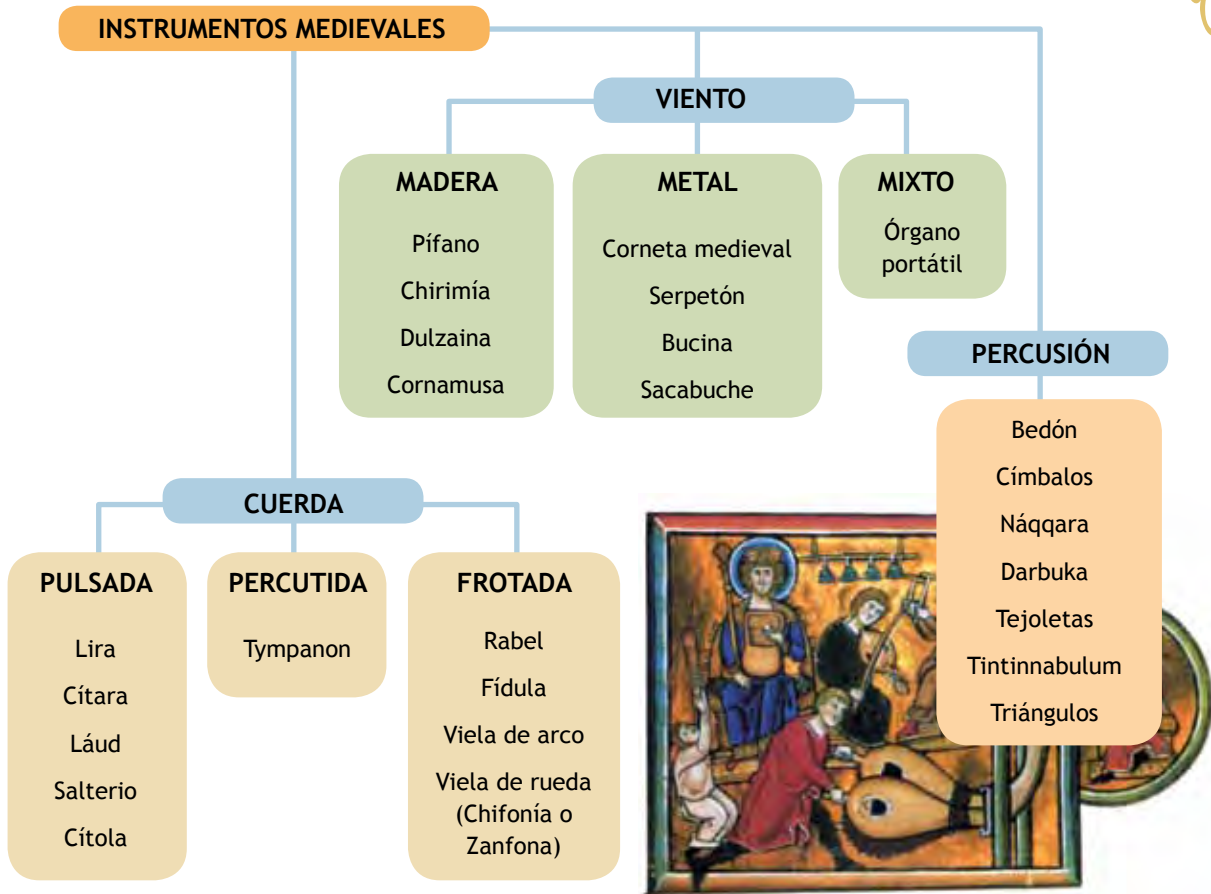 INSTRUMENTOS MEDIEVALES
VIENTO
MADERA
Pífano
Chirimía
Dulzaina
Cornamusa
METAL
Corneta medieval
Serpetón
Bucina
Sacabuche
MIXTO
Órgano
portátil
PERCUSIÓN
Bedón
Címbalos
Náqqara
Darbuka
Tejoletas
Tintinnabulum
Triángulos
CUERDA
PULSADA
Lira
Cítara
Láud
Salterio
Cítola
PERCUTIDA
Tympanon
FROTADA
Rabel
Fídula
Viela de arco
Viela de rueda
(Chifonía o
Zanfona)